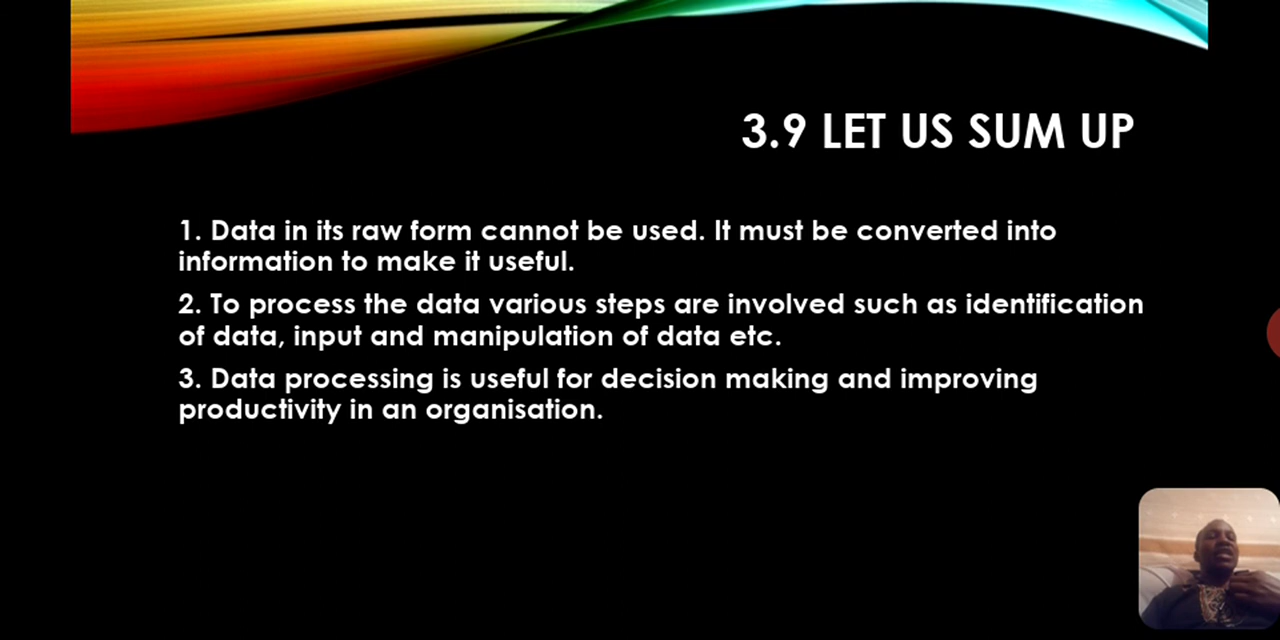 3.9 LET US SUM UP
1. Data in its raw form cannot be used. It must be converted into
information to make it useful.
2. To process the data various steps are involved such as identification
of data, input and manipulation of data etc.
3. Data processing is useful for decision making and improving
productivity in an organisation.